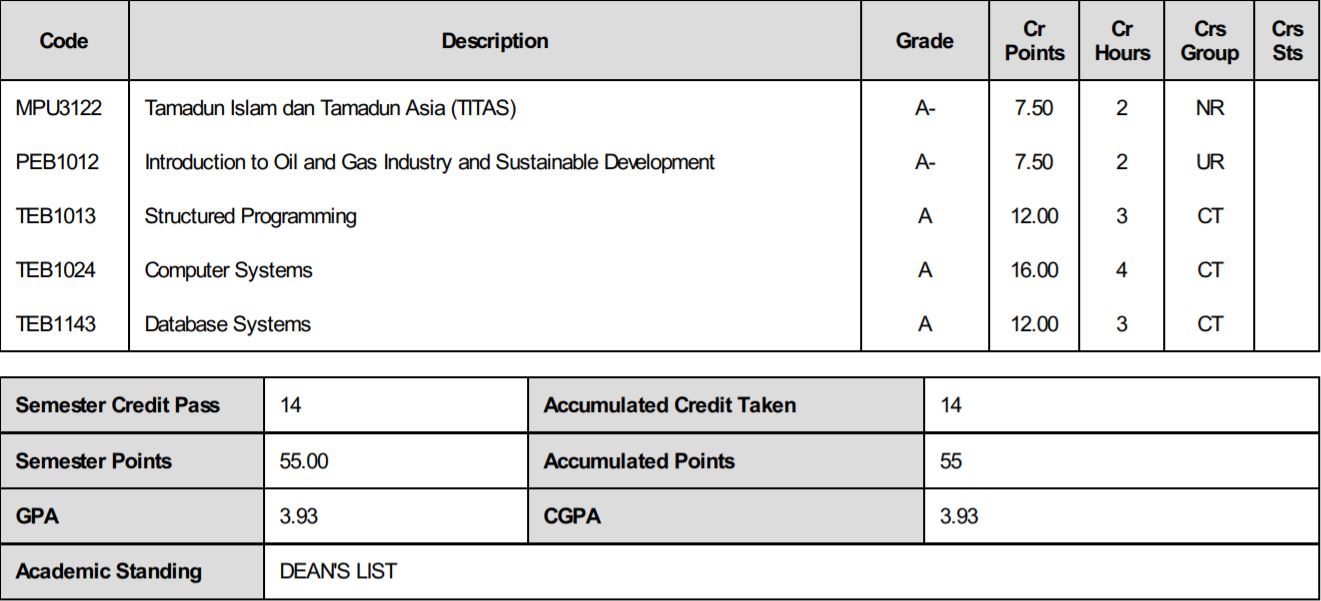 Code Description Grade Cr Points Cr Hours Crs Group Crs Sts
MPU3122 Tamadun Islam dan Tamadun Asia (TITAS) A- 7.50 2 NR
PEB1012 Introduction to Oil and Gas Industry and Sustainable Development A- 7.50 2 UR
TEB1013 Structured Programming A 12.00 3 CT
TEB1024 Computer Systems A 16.00 4 CT
TEB1143 Database Systems A 12.00 3 CT
Semester Credit Pass 14 Accumulated Credit Taken 14
Semester Points 55.00 Accumulated Points 55
GPA 3.93 CGPA 3.93
Academic Standing DEAN'S LIST